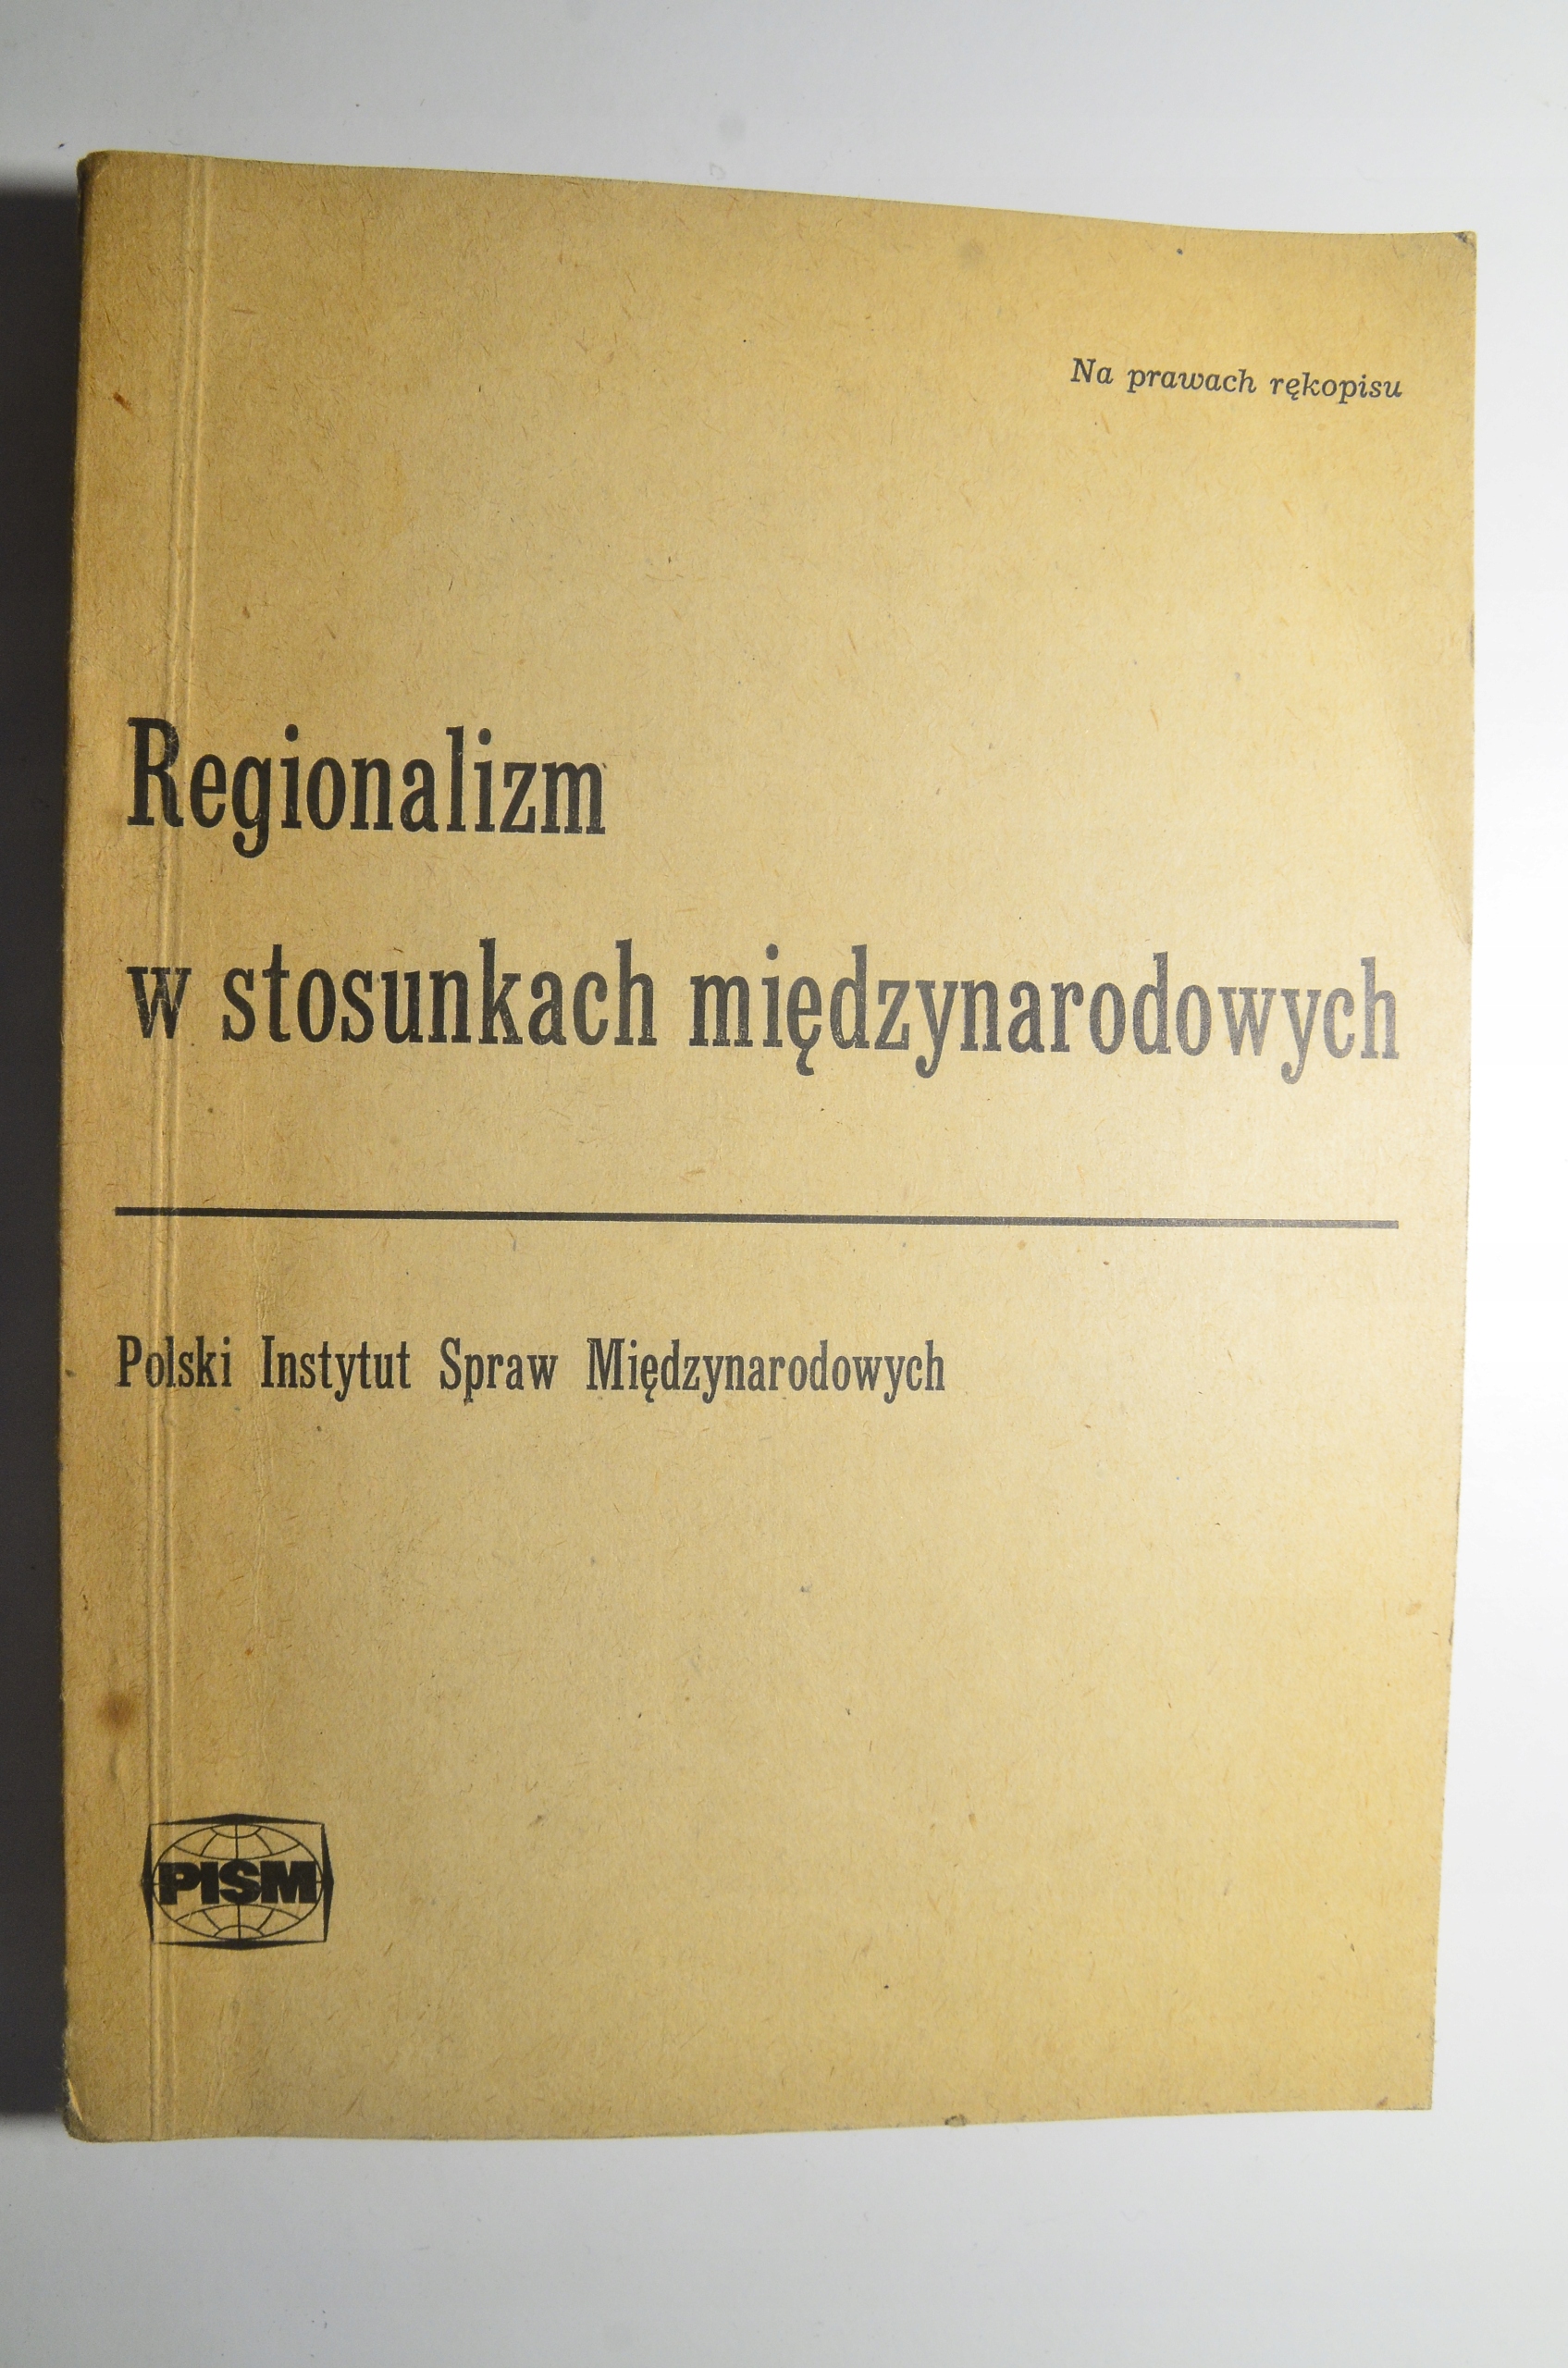 Na prawach rękopisu
Regionalizm
w stosunkach międzynarodowych
Polski Instytut Spraw Międzynarodowych
PISM